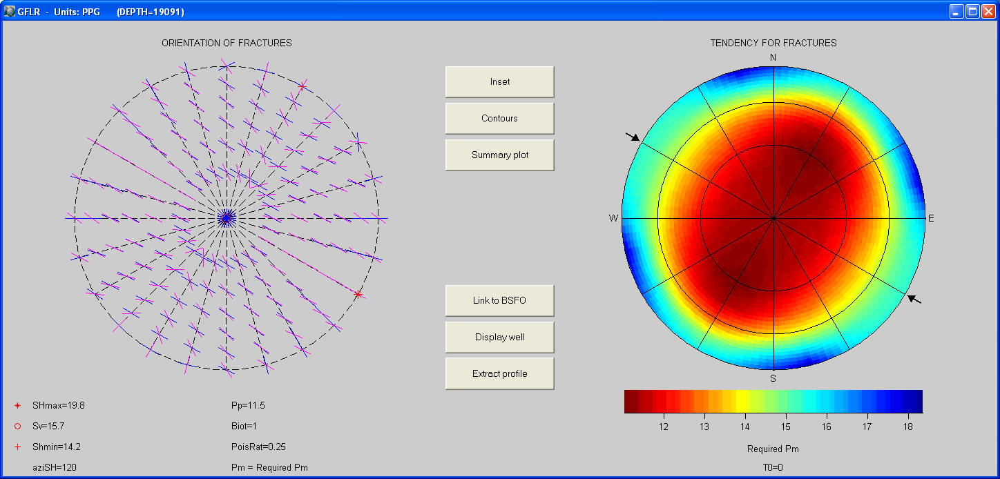 GFLR - Units: PPG (DEPTH=19091)
ORIENTATION OF FRACTURES
TENDENCY FOR FRACTURES
N
W
E
S
Inset
Contours
Summary plot
Link to BSFO
Display well
Extract profile
SHmax=19.8
Sv=15.7
Shmin=14.2
aziSH=120
Pp=11.5
Biot=1
PoisRat=0.25
Pm = Required Pm
12 13 14 15 16 17 18
Required Pm
T0=0